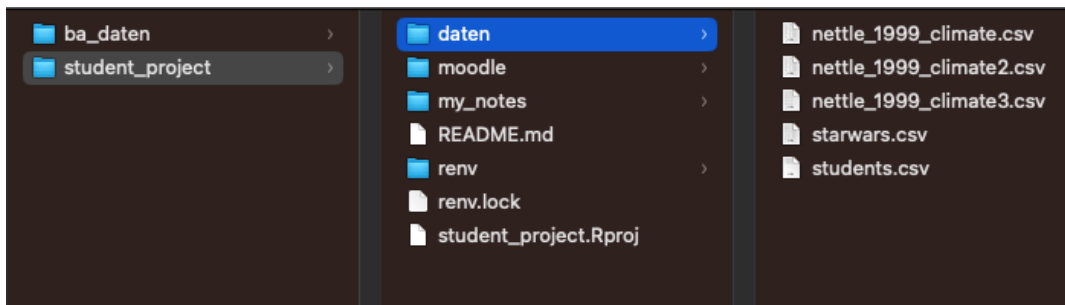 ba_daten
student_project
daten
moodle
my_notes
README.md
renv
renv.lock
student_project.Rproj
nettle_1999_climate.csv
nettle_1999_climate2.csv
nettle_1999_climate3.csv
starwars.csv
students.csv